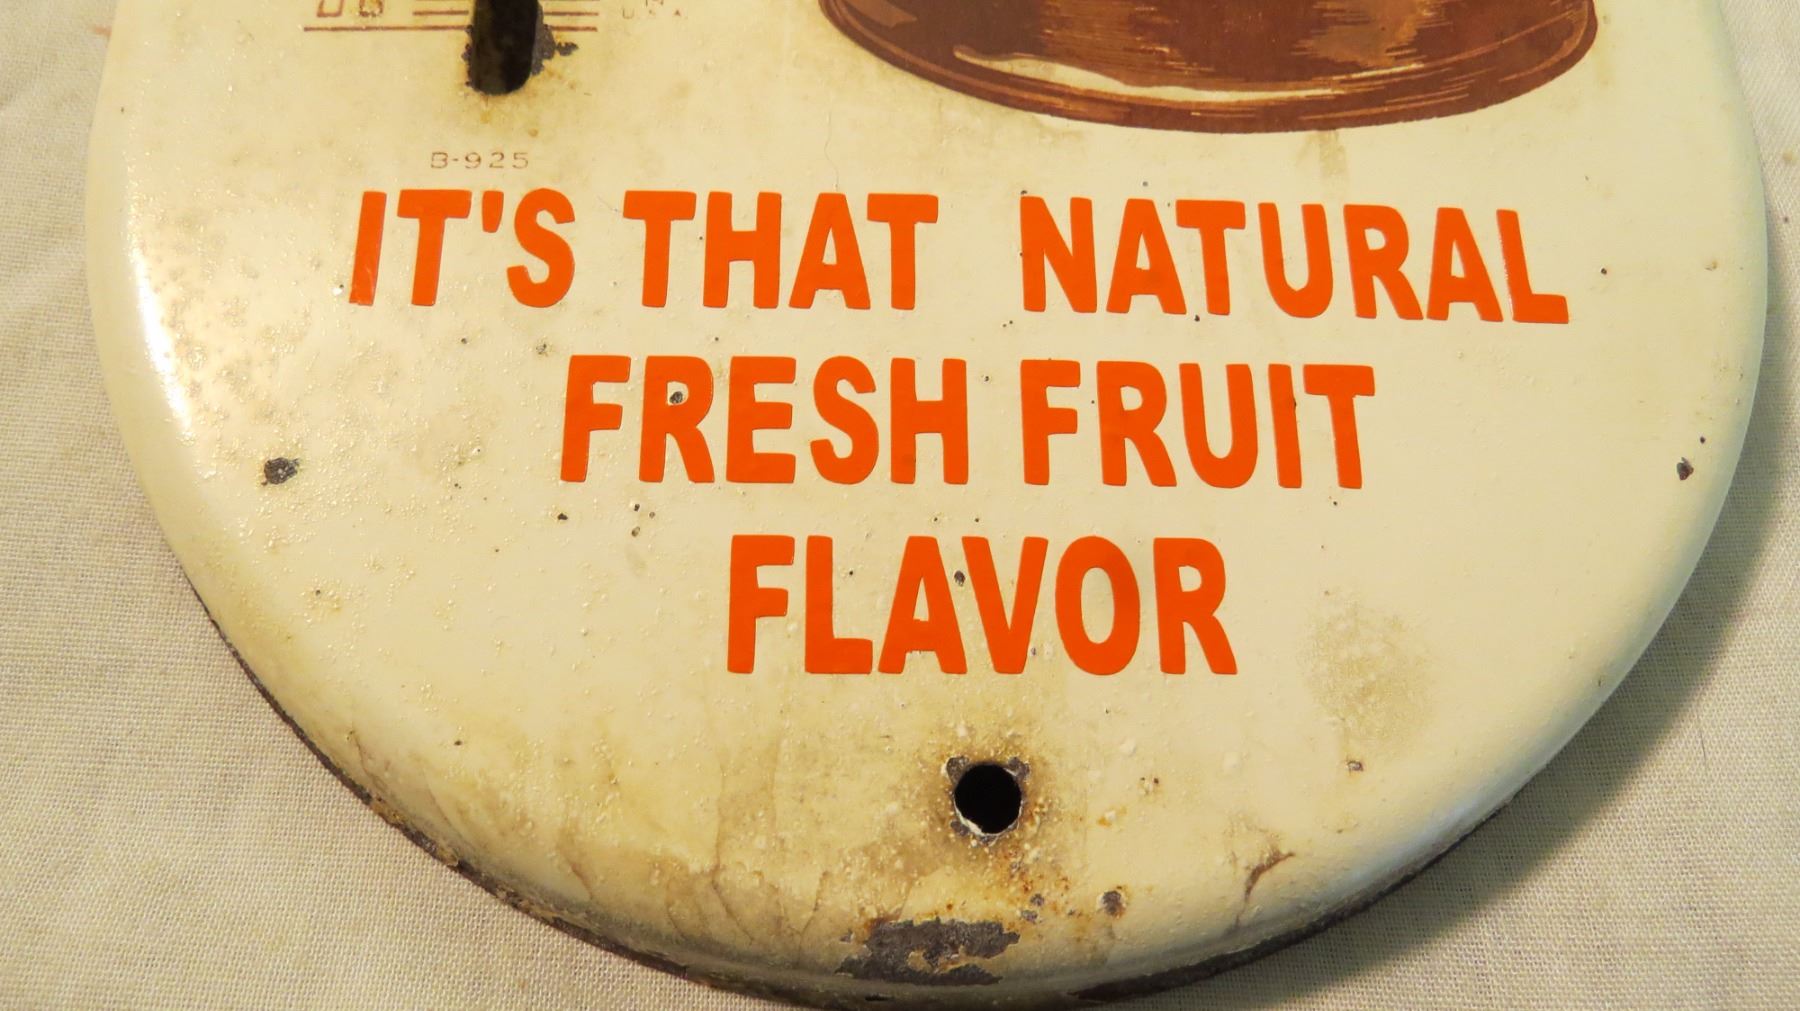 B-925
IT'S THAT NATURAL
FRESH FRUIT
FLAVOR